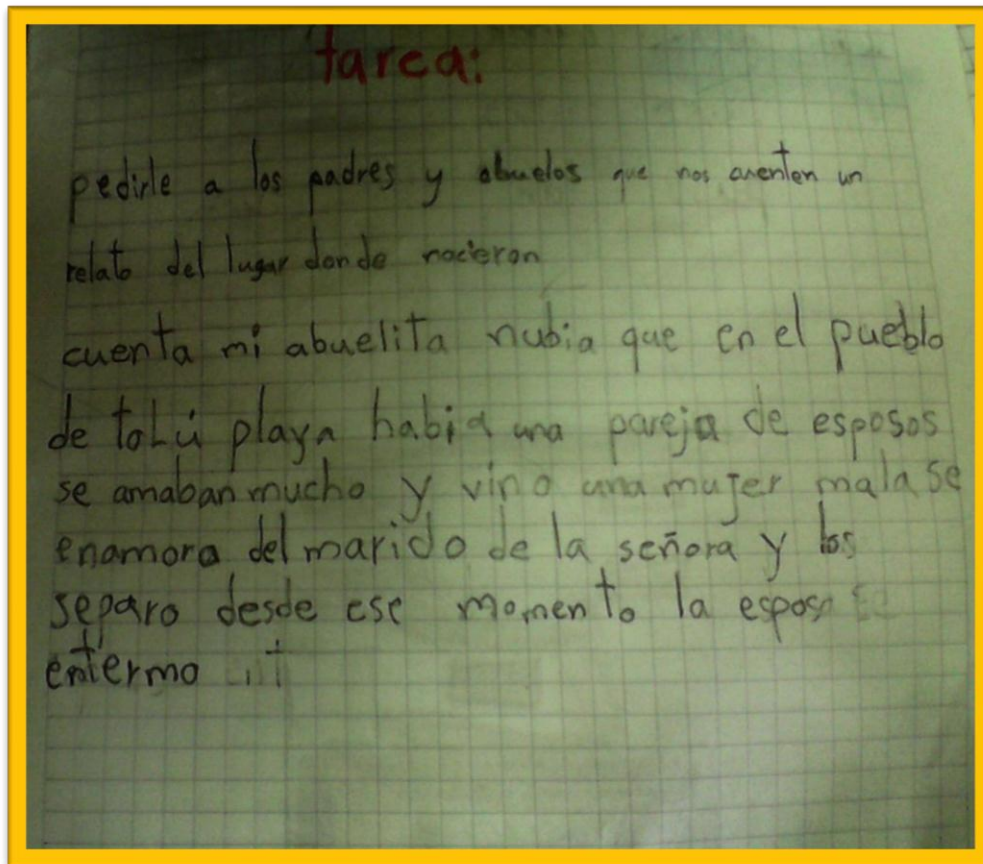 tarea:
pedirle a los padres y abuelos que nos cuenten un
relato del lugar donde nacieron
cuenta mi abuelita nubia que en el pueblo
de tolú playa había una pareja de esposos
se amaban mucho y vino una mujer mala se
enamora del marido de la señora y los
separo desde ese momento la esposa se
enfermo